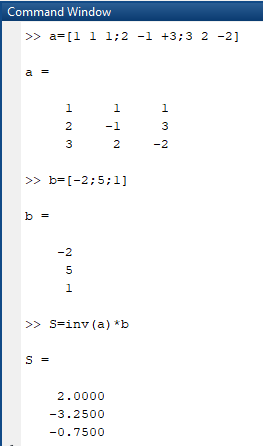 Command Window
>> a=[1 1 1;2 -1 +3;3 2 -2]
a =
1 1 1
2 -1 3
3 2 -2
>> b=[-2;5;1]
b =
-2
5
1
>> S=inv(a)*b
S =
2.0000
-3.2500
-0.7500